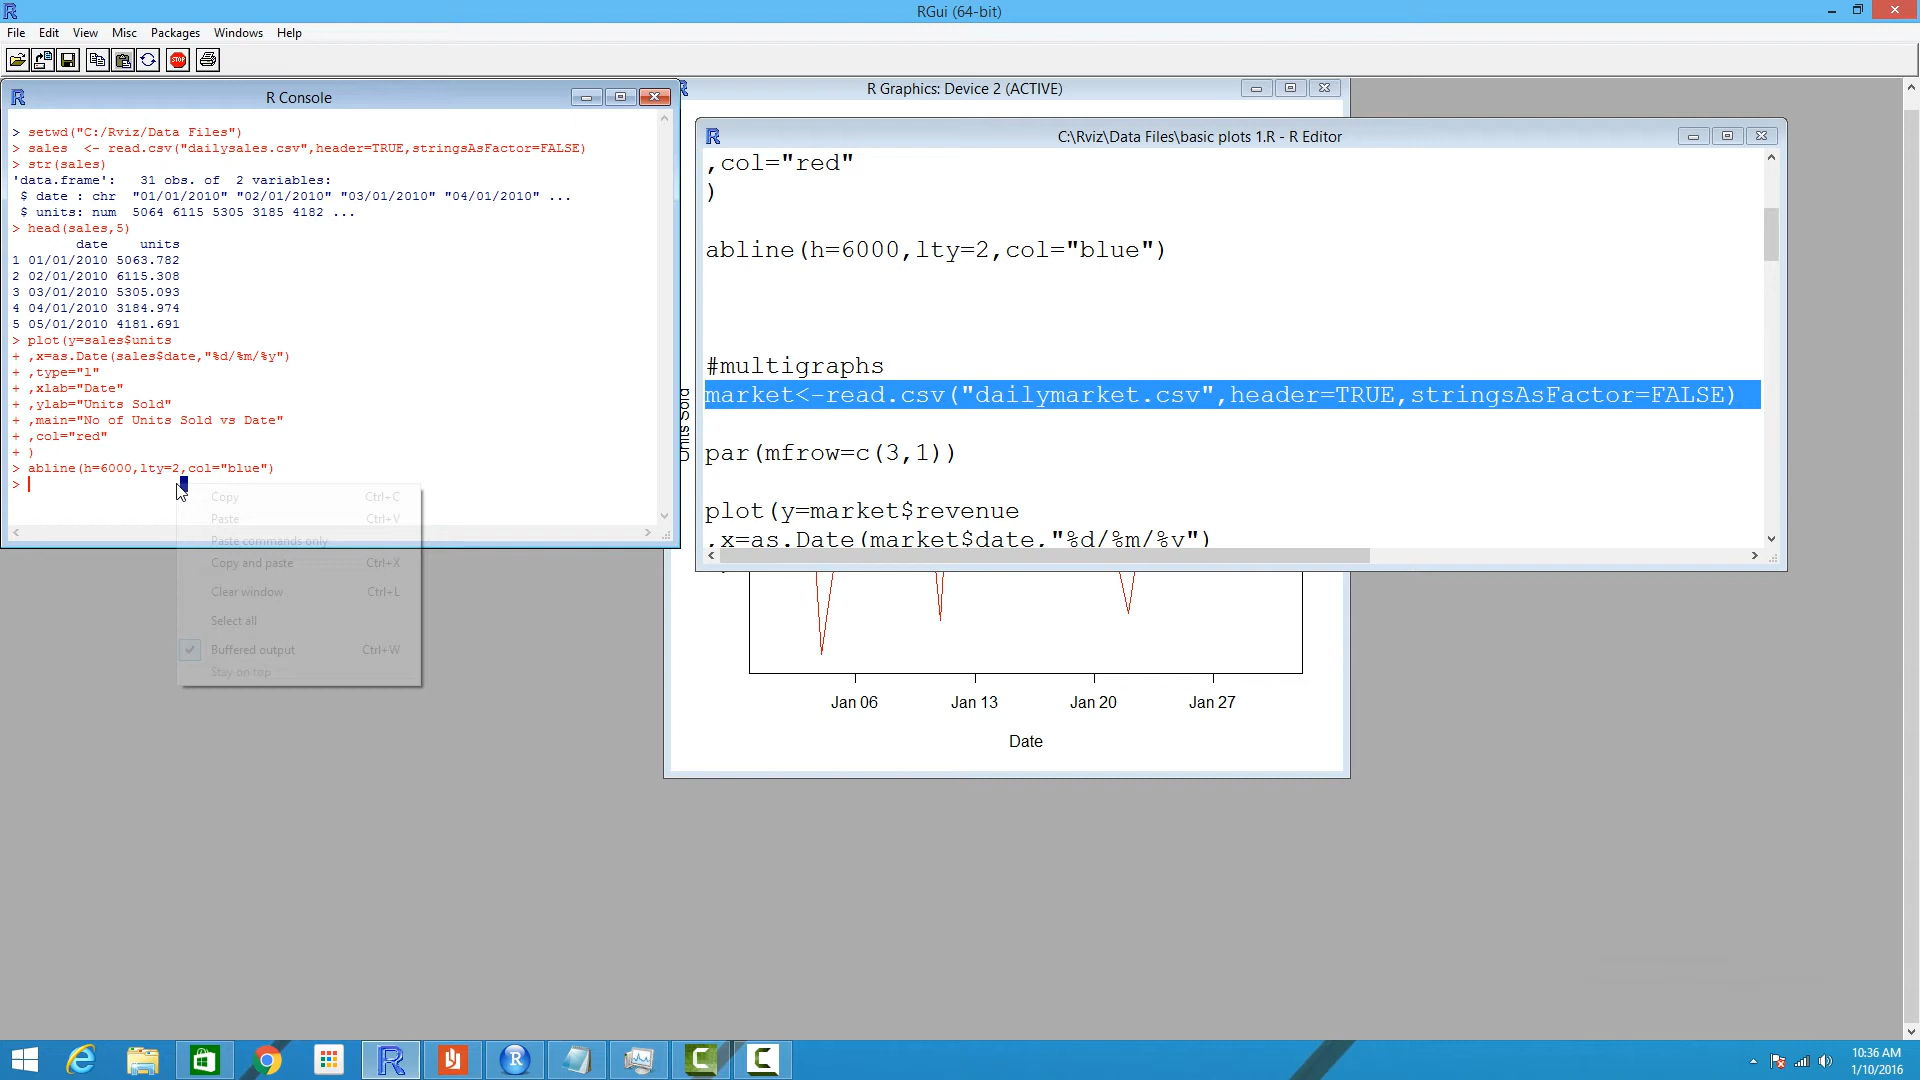 RGui (64-bit)
File Edit View Misc Packages Windows Help
R Console
> setwd("C:/Rviz/Data Files")
> sales  <- read.csv("dailysales.csv",header=TRUE,stringsAsFactor=FALSE)
> str(sales)
'data.frame':   31 obs. of  2 variables:
 $ date : chr  "01/01/2010" "02/01/2010" "03/01/2010" "04/01/2010" ...
 $ units: num  5064 6115 5305 3185 4182 ...
> head(sales,5)
        date    units
1 01/01/2010 5063.782
2 02/01/2010 6115.308
3 03/01/2010 5305.093
4 04/01/2010 3184.974
5 05/01/2010 4181.691
> plot(y=sales$units
+ ,x=as.Date(sales$date,"%d/%m/%y")
+ ,type="l"
+ ,xlab="Date"
+ ,ylab="Units Sold"
+ ,main="No of Units Sold vs Date"
+ ,col="red"
+ )
> abline(h=6000,lty=2,col="blue")
>
Copy Ctrl+C
Paste Ctrl+V
Paste commands only
Copy and paste Ctrl+X
Clear window Ctrl+L
Select all
Buffered output Ctrl+W
Stay on top
R Graphics: Device 2 (ACTIVE)
C:\Rviz\Data Files\basic plots 1.R - R Editor
,col="red"
)
abline(h=6000,lty=2,col="blue")
#multigraphs
market<-read.csv("dailymarket.csv",header=TRUE,stringsAsFactor=FALSE)
par(mfrow=c(3,1))
plot(y=market$revenue
,x=as.Date(market$date,"%d/%m/%y")
Units Sold
Jan 06 Jan 13 Jan 20 Jan 27
Date
10:36 AM
1/10/2016